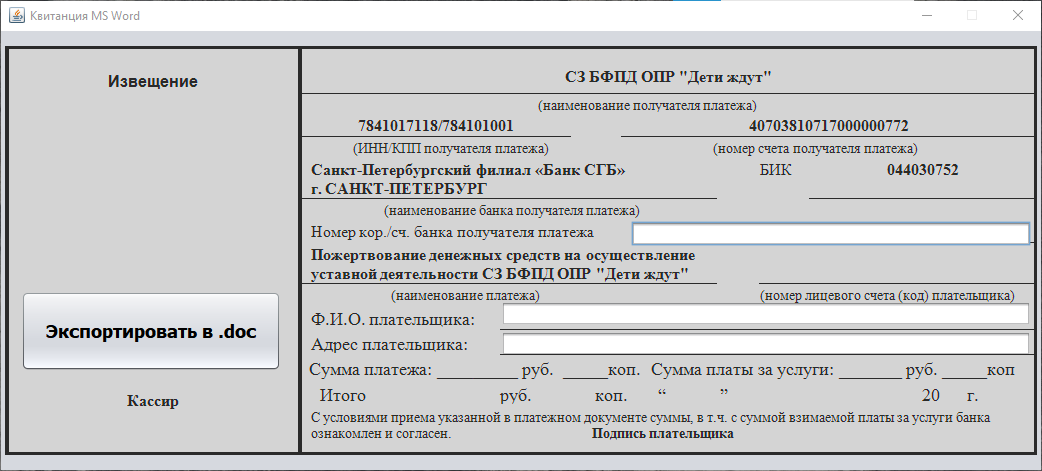 Квитанция MS Word
Извещение
Экспортировать в .doc
Кассир
СЗ БФПД ОПР "Дети ждут"
(наименование получателя платежа)
7841017118/784101001 40703810717000000772
(ИНН/КПП получателя платежа) (номер счета получателя платежа)
Санкт-Петербургский филиал «Банк СГБ» БИК 044030752
г. САНКТ-ПЕТЕРБУРГ
(наименование банка получателя платежа)
Номер кор./сч. банка получателя платежа
Пожертвование денежных средств на осуществление
уставной деятельности СЗ БФПД ОПР "Дети ждут"
(наименование платежа) (номер лицевого счета (код) плательщика)
Ф.И.О. плательщика:
Адрес плательщика:
Сумма платежа: _________ руб. _____коп. Сумма платы за услуги: _______ руб. _____коп
Итого руб. коп. “ ” 20 г.
С условиями приема указанной в платежном документе суммы, в т.ч. с суммой взимаемой платы за услуги банка
ознакомлен и согласен. Подпись плательщика